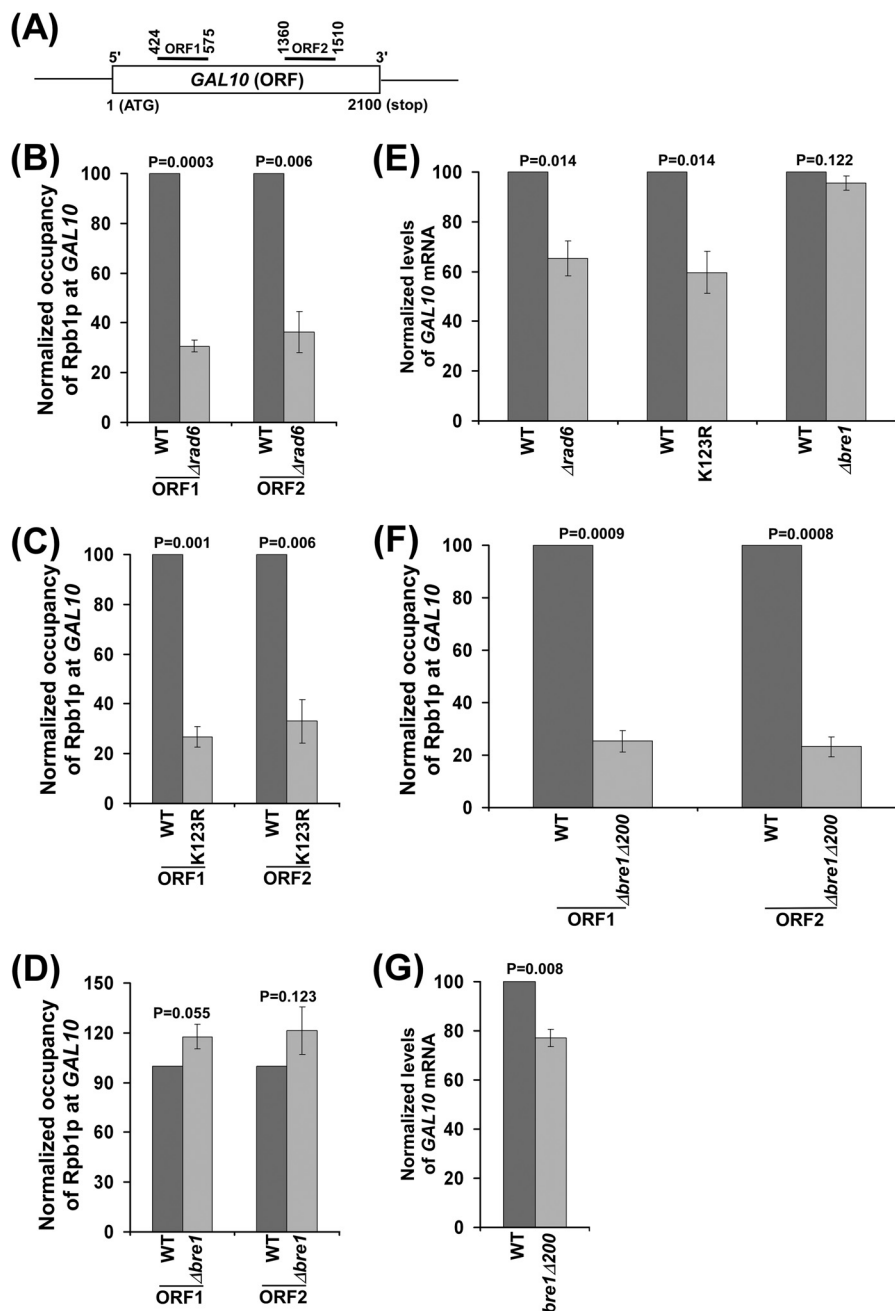 (A)
424
ORF1
575
1360
ORF2
1510
5'
3'
GAL10 (ORF)
1 (ATG)
2100 (stop)
(B)
Normalized occupancy
of Rpb1p at GAL10
100
80
60
40
20
0
P=0.0003
P=0.006
WT
Δrad6
WT
Δrad6
ORF1
ORF2
(E)
Normalized levels
of GAL10 mRNA
100
80
60
40
20
0
P=0.014
P=0.014
P=0.122
WT
Δrad6
WT
K123R
WT
Δbre1
(C)
Normalized occupancy
of Rpb1p at GAL10
100
80
60
40
20
0
P=0.001
P=0.006
WT
K123R
WT
K123R
ORF1
ORF2
(F)
Normalized occupancy
of Rpb1p at GAL10
100
80
60
40
20
0
P=0.0009
P=0.0008
WT
Δbre1Δ200
WT
Δbre1Δ200
ORF1
ORF2
(D)
Normalized occupancy
of Rpb1p at GAL10
150
120
90
60
30
0
P=0.055
P=0.123
WT
Δbre1
WT
Δbre1
ORF1
ORF2
(G)
Normalized levels
of GAL10 mRNA
100
80
60
40
20
0
P=0.008
WT
bre1Δ200